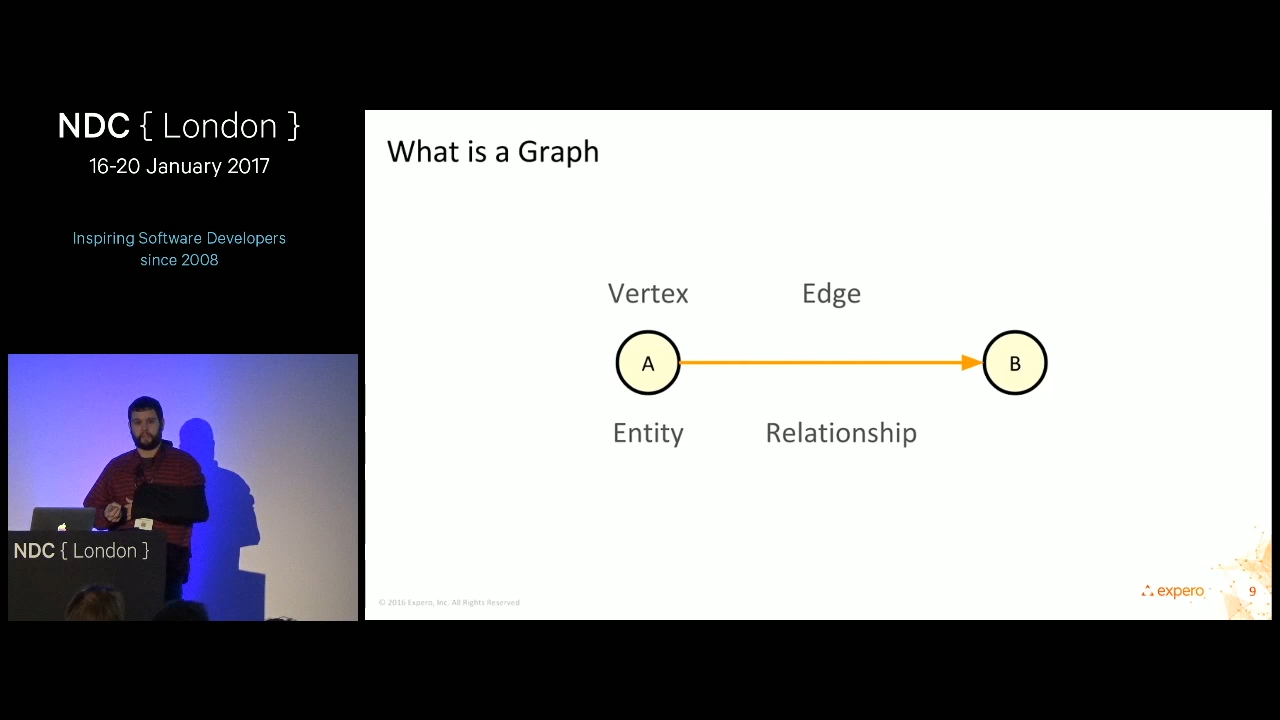 NDC { London }
16-20 January 2017
Inspiring Software Developers
since 2008
NDC { London }
What is a Graph
Vertex
Edge
A
B
Entity
Relationship
© 2016 Expero, Inc. All Rights Reserved
expero
9